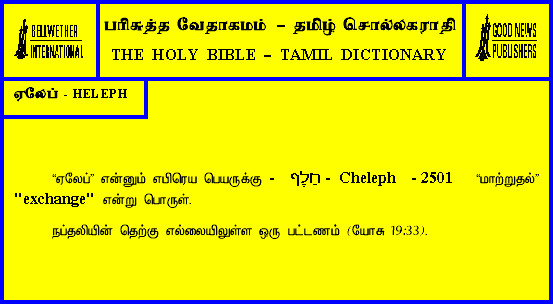 BELLWETHER
INTERNATIONAL
பரிசுத்த வேதாகமம் – தமிழ் சொல்லகராதி
THE HOLY BIBLE – TAMIL DICTIONARY
GOOD NEWS
PUBLISHERS
ஏலேப் - HELEPH
“ஏலேப்” என்னும் எபிரெய பெயருக்கு - חֵלֶף - Cheleph - 2501 “மாற்றுதல்”
"exchange" என்று பொருள்.
நப்தலியின் தெற்கு எல்லையிலுள்ள ஒரு பட்டணம் (யோசு 19:33).